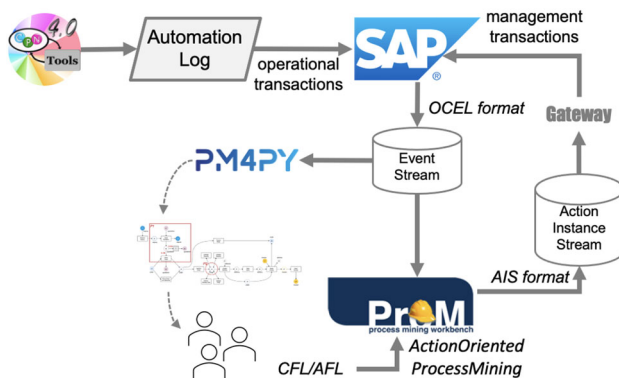 4.0
CPN
Tools
Automation
Log
operational
transactions
SAP
®
management
transactions
OCEL format
Gateway
PM4PY
Event
Stream
Action
Instance
Stream
AIS format
ProM
process mining workbench
CFL/AFL
ActionOriented
ProcessMining